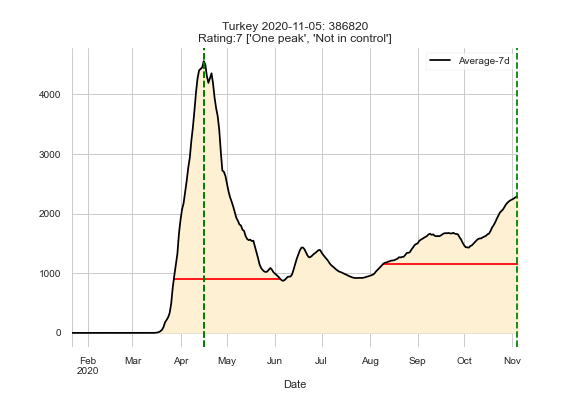 Turkey 2020-11-05: 386820
Rating:7 ['One peak', 'Not in control']
Average-7d
4000
3000
2000
1000
0
Feb Mar Apr May Jun Jul Aug Sep Oct Nov
2020
Date